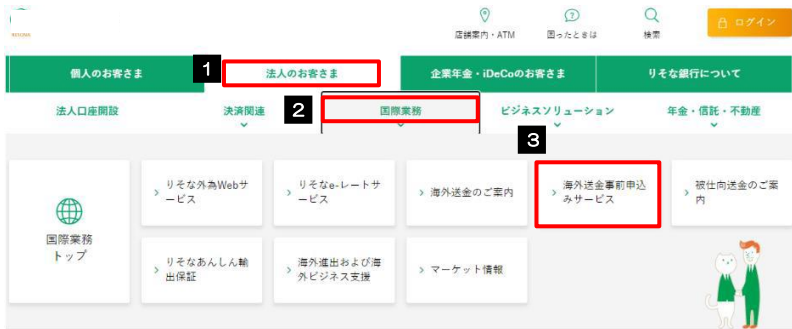 店舗案内・ATM
困ったときは
検索
ログイン
個人のお客さま
1
法人のお客さま
企業年金・iDeCoのお客さま
りそな銀行について
法人口座開設
決済関連
2
国際業務
ビジネスソリューション
年金・信託・不動産
3
国際業務
トップ
りそな外為Webサ
ービス
りそなe-レートサ
ービス
海外送金のご案内
海外送金事前申込
みサービス
被仕向送金のご案
内
りそなあんしん輸
出保証
海外進出および海
外ビジネス支援
マーケット情報